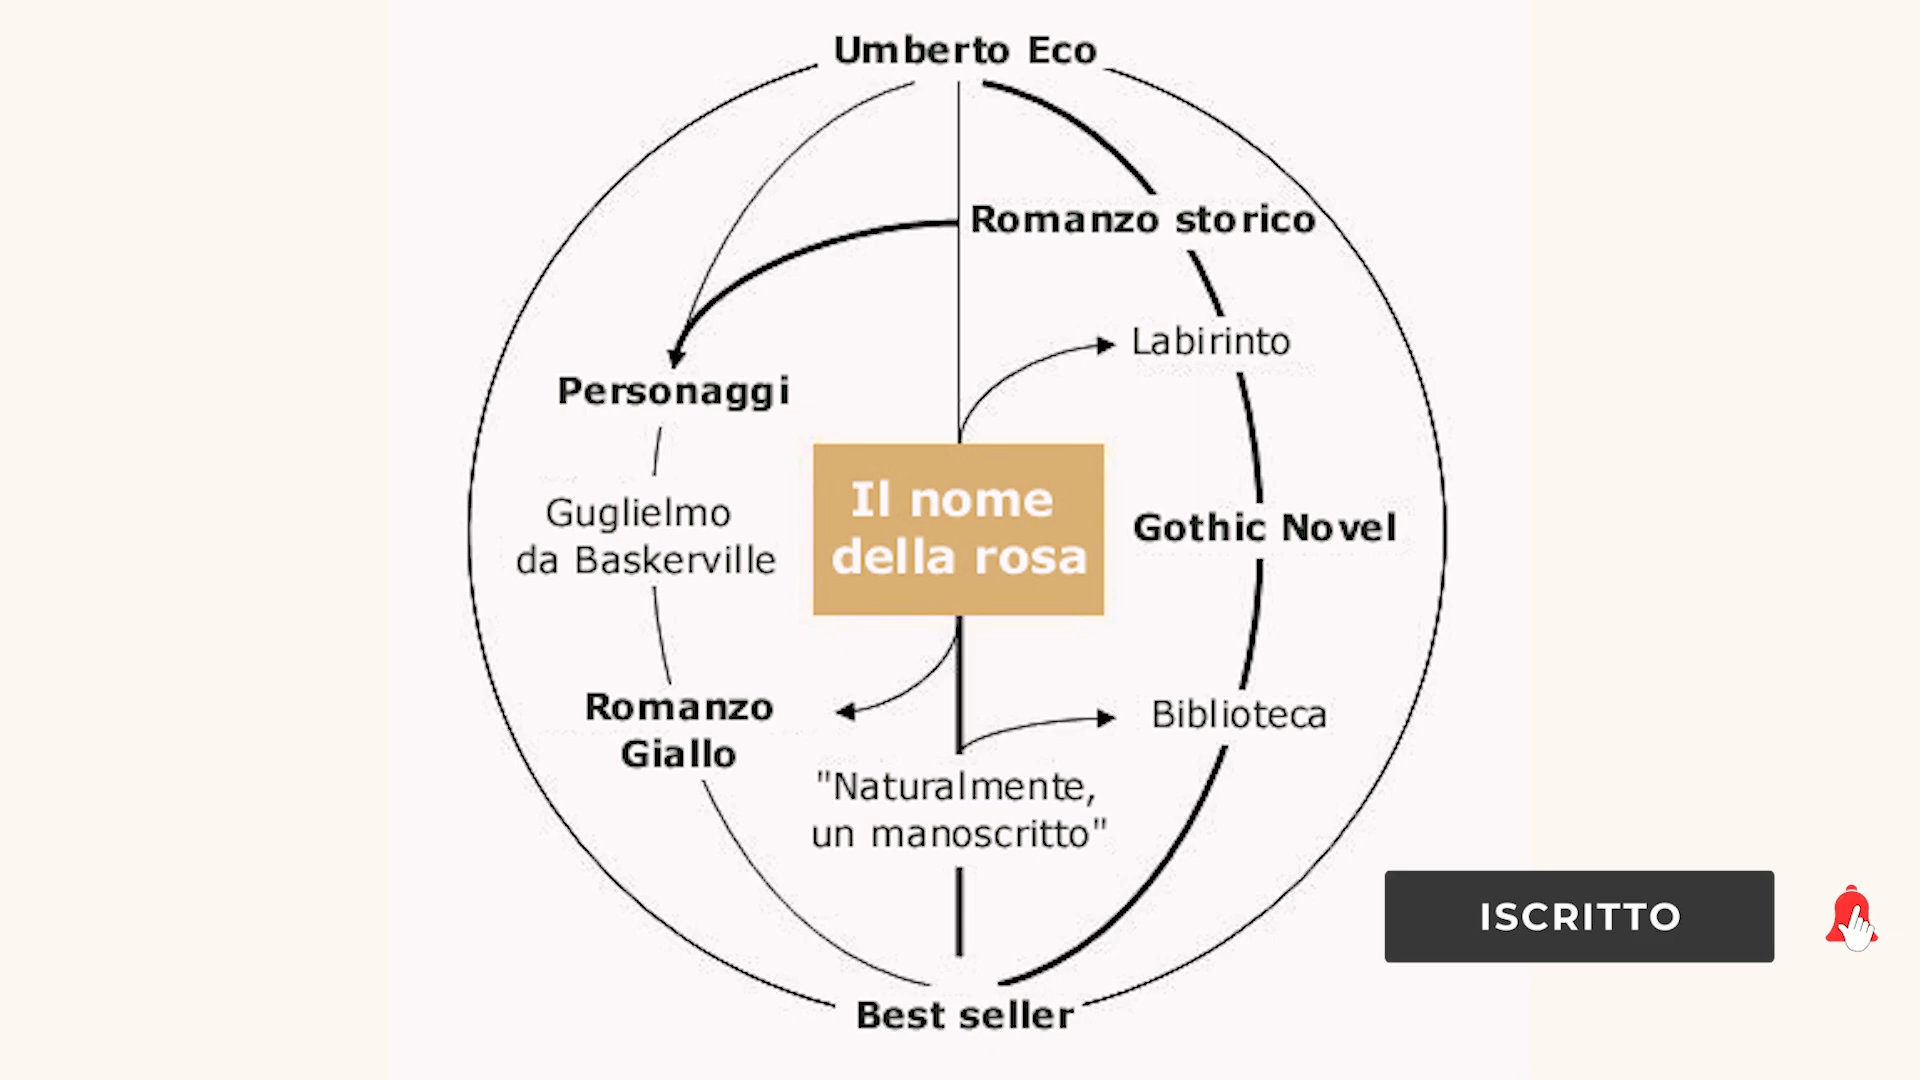 Umberto Eco
Romanzo storico
Labirinto
Personaggi
Il nome
della rosa
Guglielmo
da Baskerville
Gothic Novel
Romanzo
Giallo
Biblioteca
"Naturalmente,
un manoscritto"
ISCRITTO
Best seller